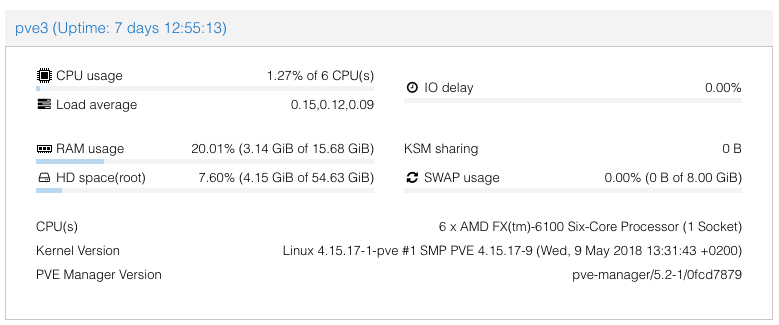 pve3 (Uptime: 7 days 12:55:13)
CPU usage 1.27% of 6 CPU(s)
IO delay 0.00%
Load average 0.15,0.12,0.09
RAM usage 20.01% (3.14 GiB of 15.68 GiB)
KSM sharing 0 B
HD space(root) 7.60% (4.15 GiB of 54.63 GiB)
SWAP usage 0.00% (0 B of 8.00 GiB)
CPU(s) 6 x AMD FX(tm)-6100 Six-Core Processor (1 Socket)
Kernel Version Linux 4.15.17-1-pve #1 SMP PVE 4.15.17-9 (Wed, 9 May 2018 13:31:43 +0200)
PVE Manager Version pve-manager/5.2-1/0fcd7879